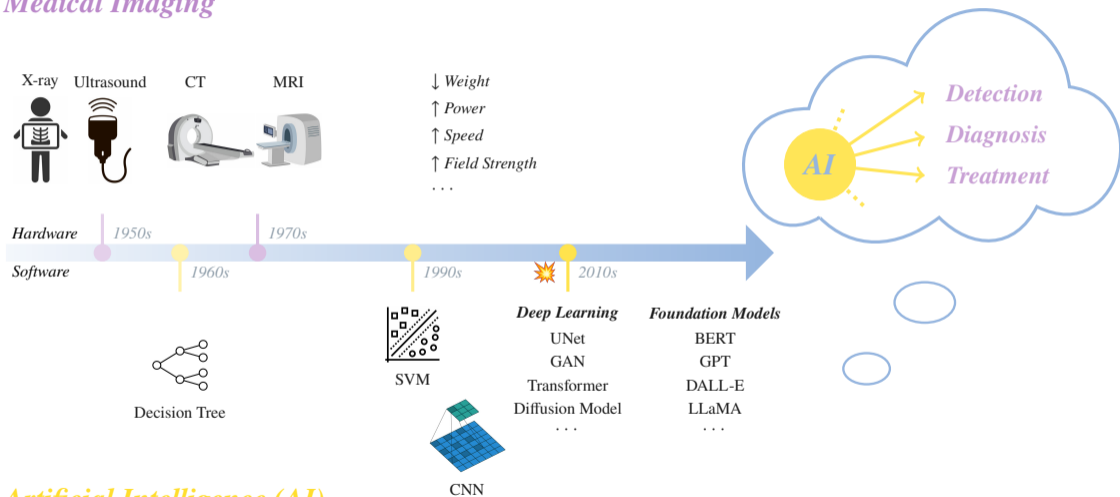 Medical Imaging
X-ray
Ultrasound
CT
MRI
↓ Weight
↑ Power
↑ Speed
↑ Field Strength
. . .
AI
Detection
Diagnosis
Treatment
Hardware
1950s
1970s
Software
1960s
1990s
2010s
Decision Tree
SVM
CNN
Deep Learning
UNet
GAN
Transformer
Diffusion Model
. . .
Foundation Models
BERT
GPT
DALL-E
LLaMA
. . .
Artificial Intelligence (AI)